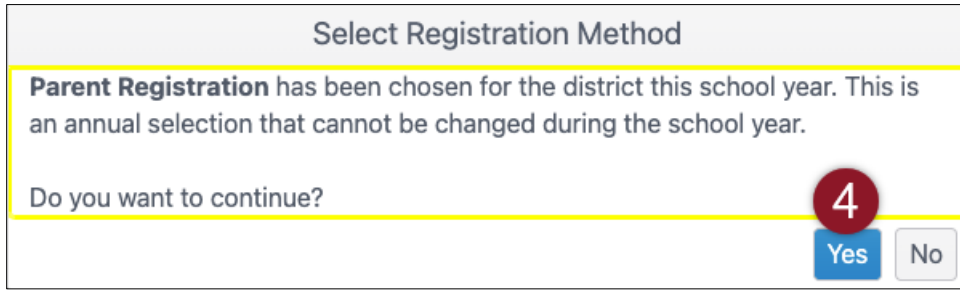 Select Registration Method
Parent Registration has been chosen for the district this school year. This is
an annual selection that cannot be changed during the school year.
Do you want to continue?
4
Yes No